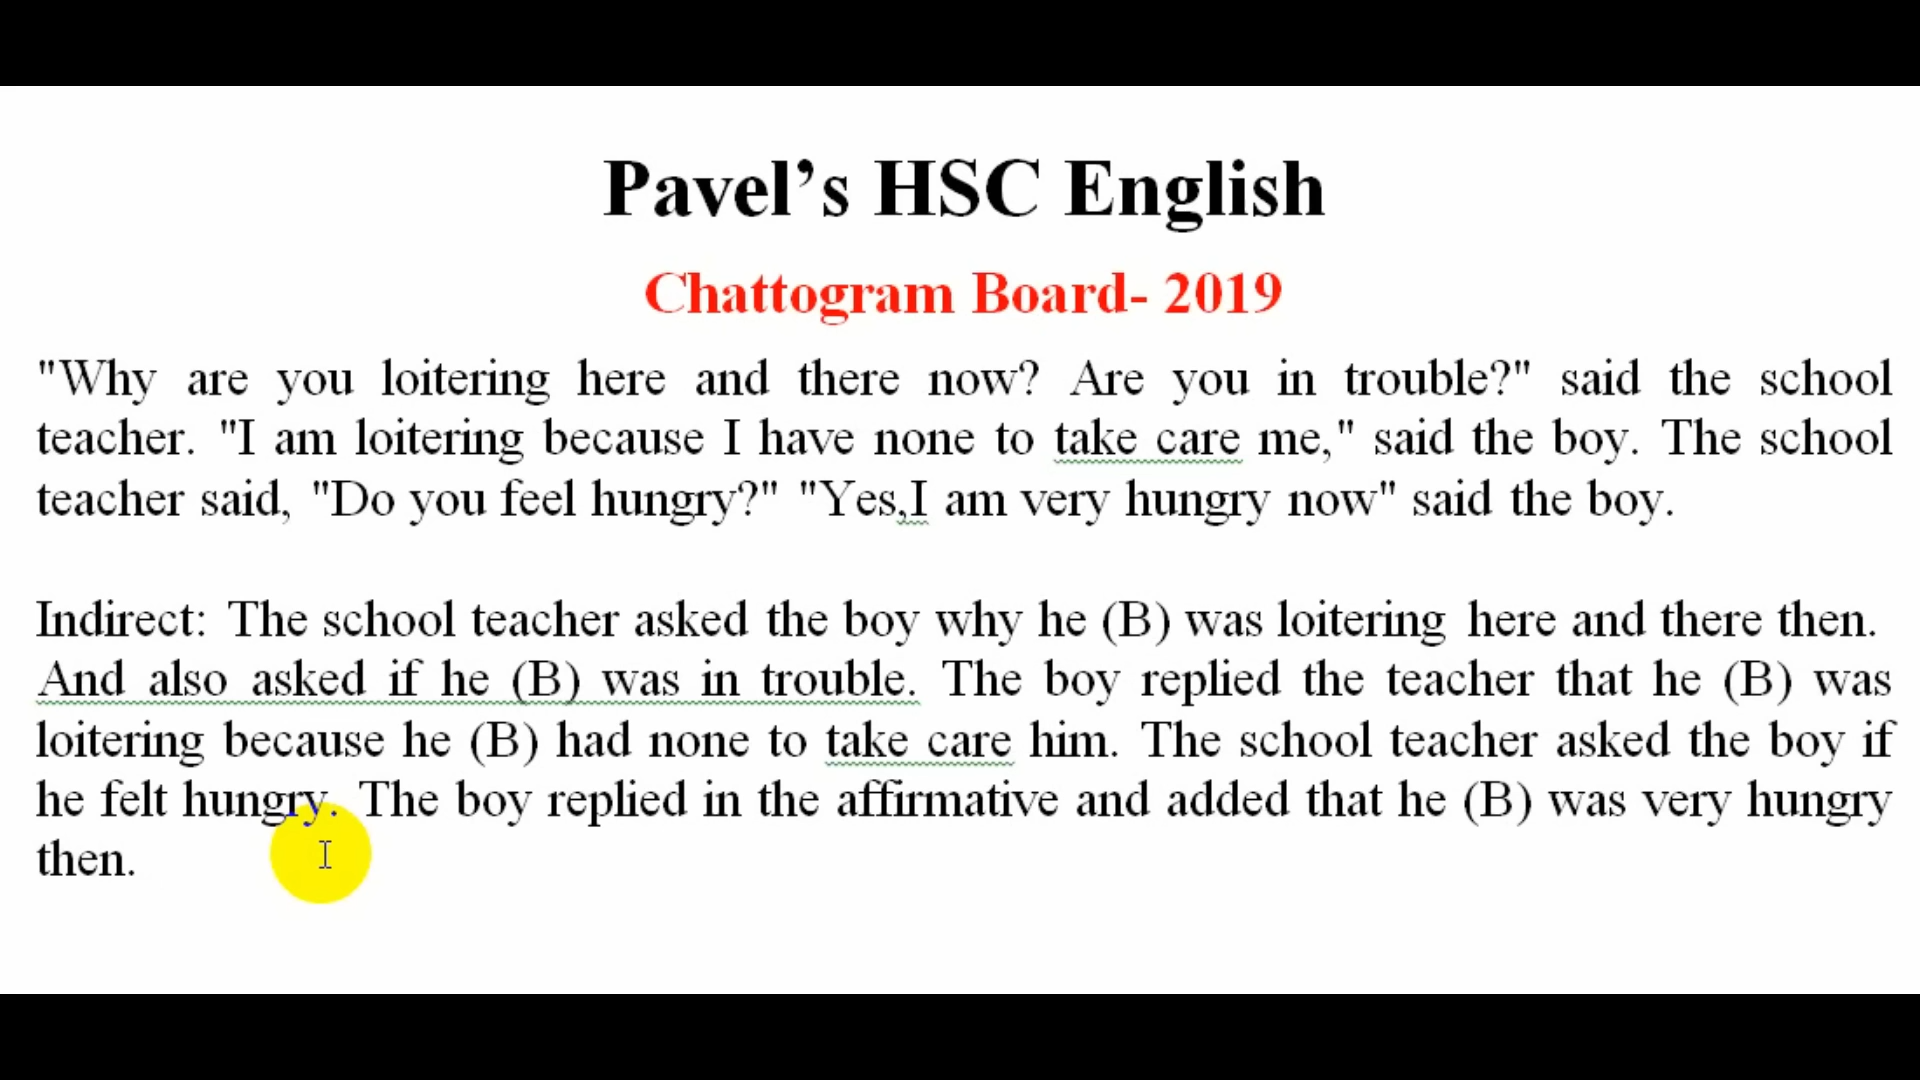 Pavel’s HSC English
Chattogram Board- 2019
"Why are you loitering here and there now? Are you in trouble?" said the school
teacher. "I am loitering because I have none to take care me," said the boy. The school
teacher said, "Do you feel hungry?" "Yes,I am very hungry now" said the boy.
Indirect: The school teacher asked the boy why he (B) was loitering here and there then.
And also asked if he (B) was in trouble. The boy replied the teacher that he (B) was
loitering because he (B) had none to take care him. The school teacher asked the boy if
he felt hungry. The boy replied in the affirmative and added that he (B) was very hungry
then.